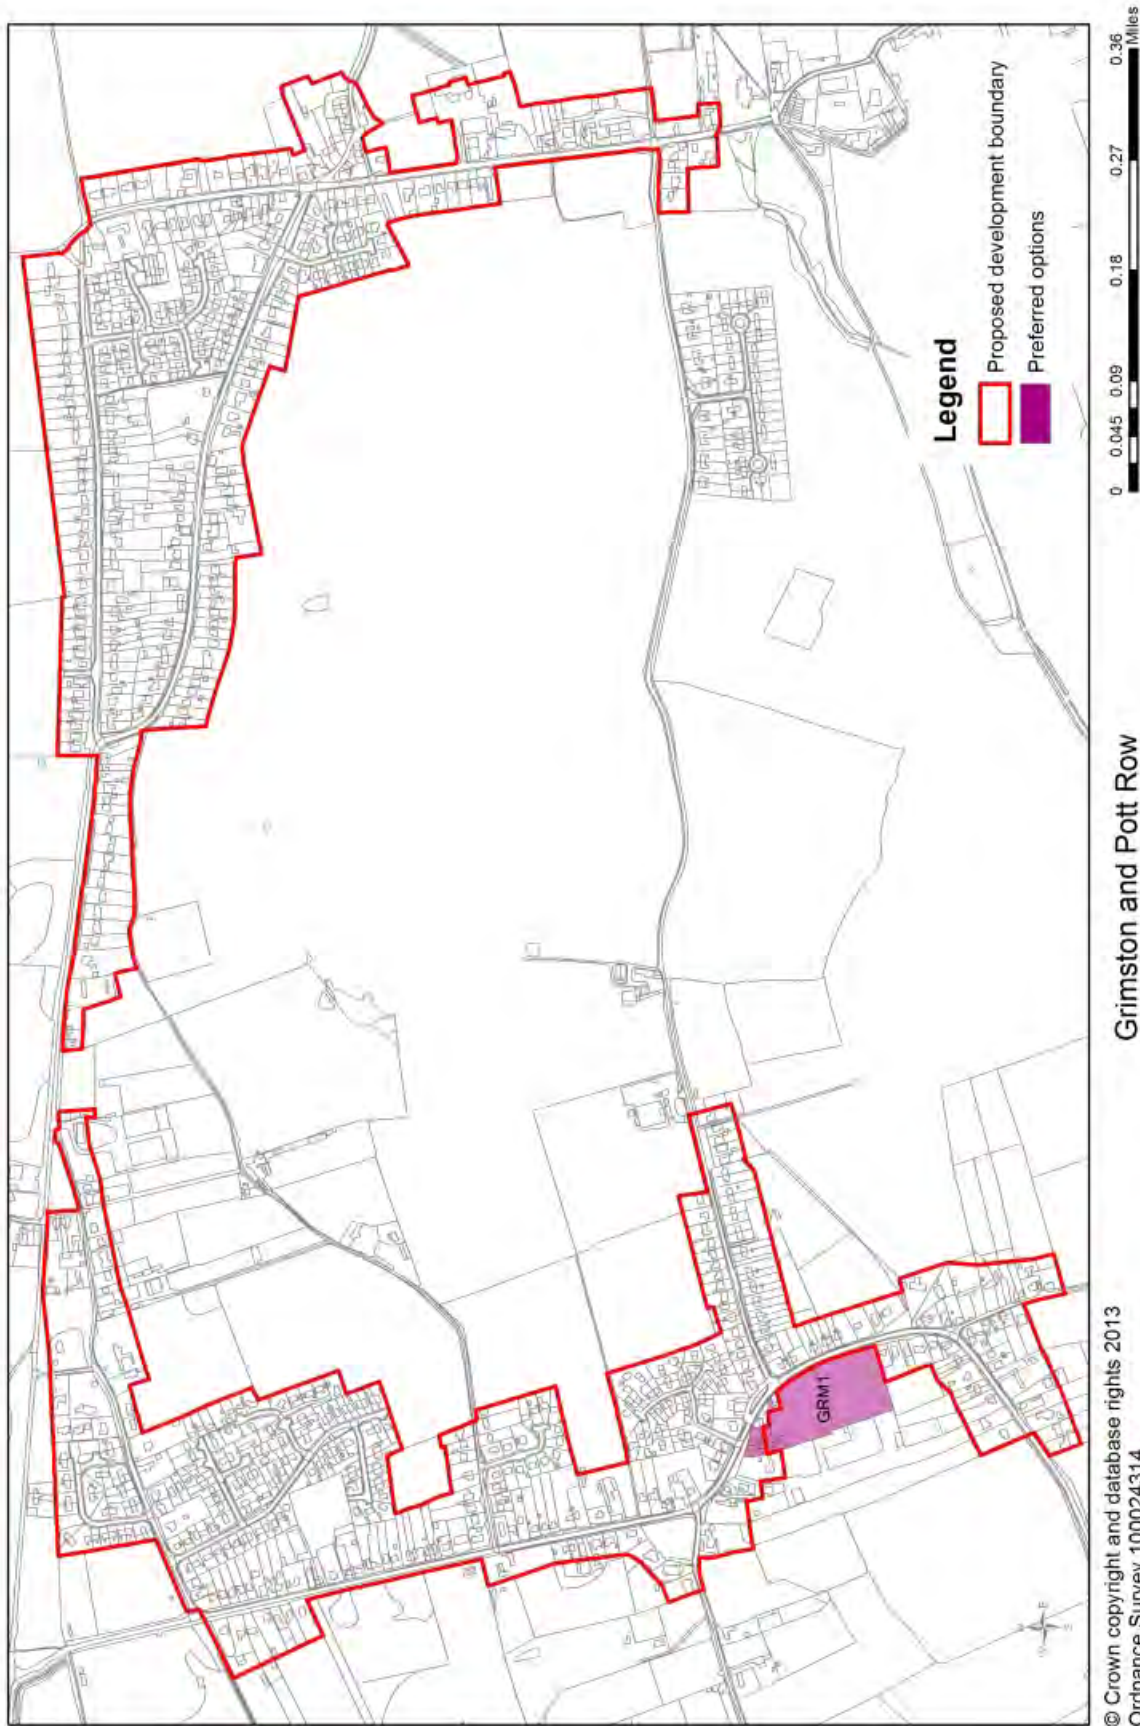 GRM1
Legend
Proposed development boundary
Preferred options
0 0.045 0.09 0.18 0.27 0.36
Miles
Grimston and Pott Row
© Crown copyright and database rights 2013
Ordnance Survey 100024314